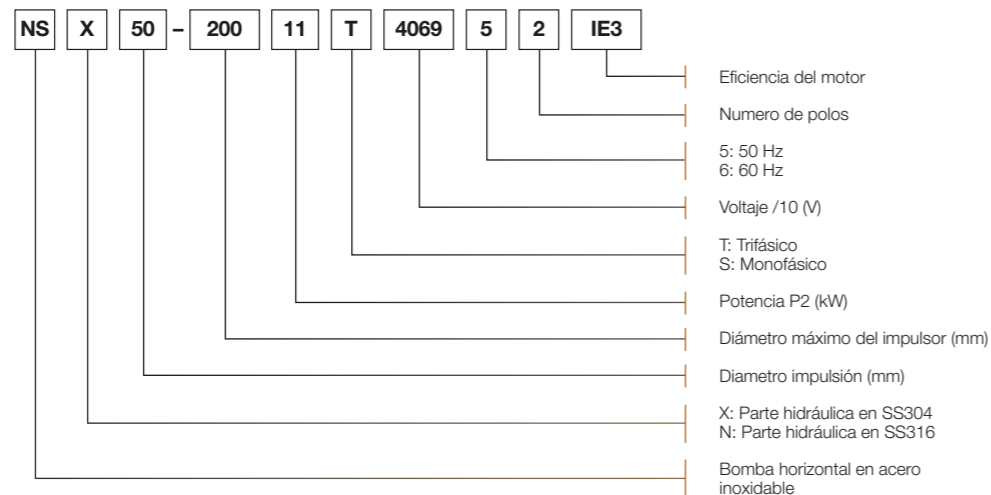 NS X 50 – 200 11 T 4069 5 2 IE3
Eficiencia del motor
Numero de polos
5: 50 Hz
6: 60 Hz
Voltaje /10 (V)
T: Trifásico
S: Monofásico
Potencia P2 (kW)
Diámetro máximo del impulsor (mm)
Diametro impulsión (mm)
X: Parte hidráulica en SS304
N: Parte hidráulica en SS316
Bomba horizontal en acero
inoxidable